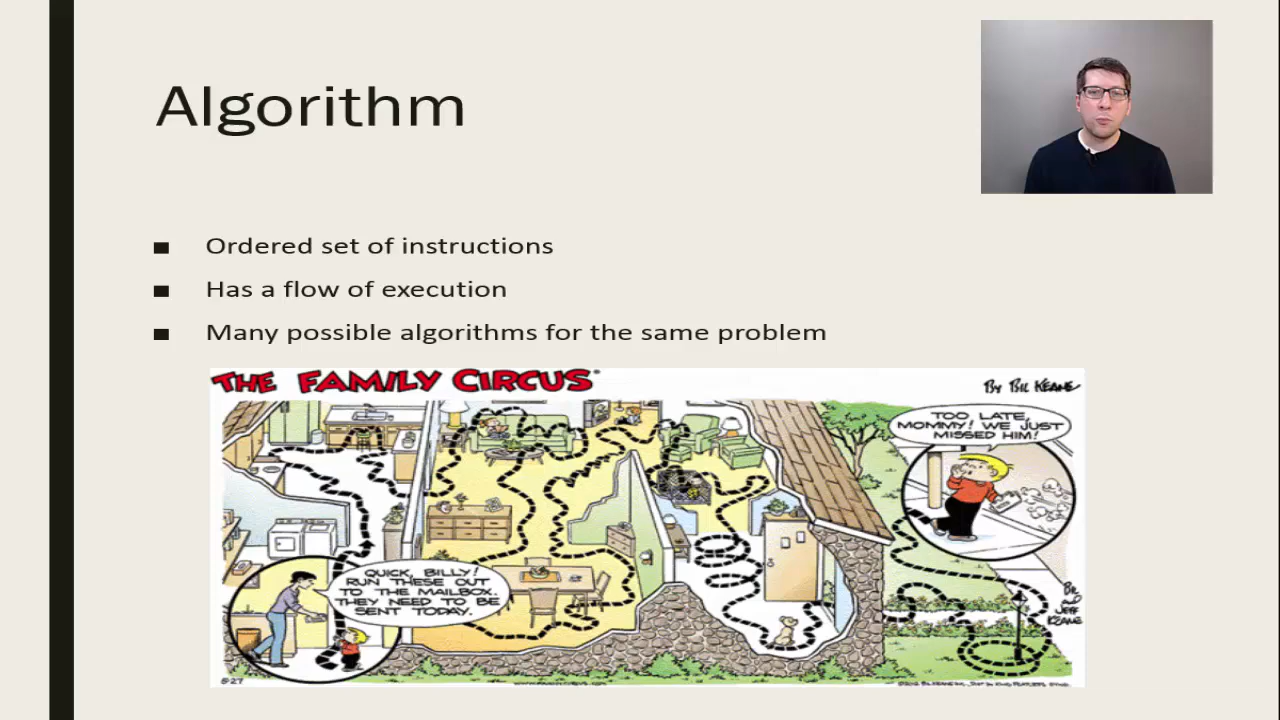 Algorithm
Ordered set of instructions
Has a flow of execution
Many possible algorithms for the same problem
THE FAMILY CIRCUS
By BIL KEANE
TOO LATE,
MOMMY! WE JUST
MISSED HIM!
QUICK, BILLY!
RUN THESE OUT
TO THE MAILBOX.
THEY NEED TO BE
SENT TODAY.
BIL
JEFF
KEANE